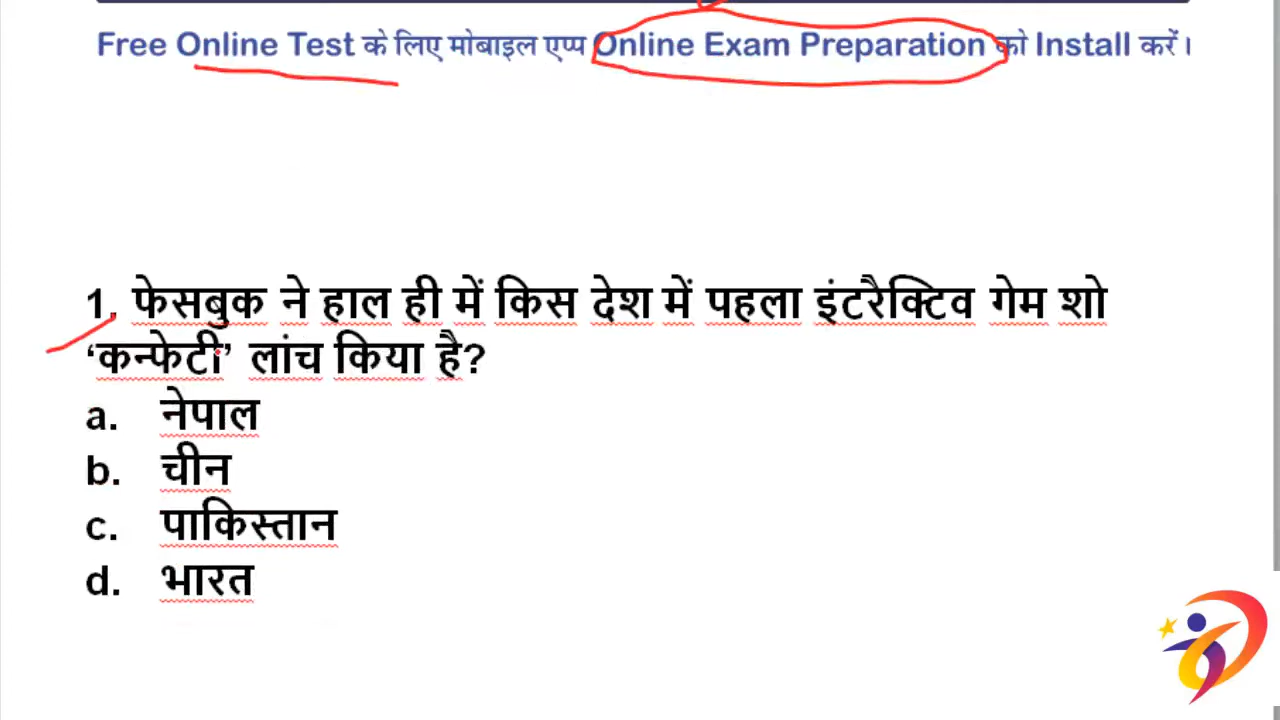 Free Online Test के लिए मोबाइल एप्प Online Exam Preparation को Install करें।
1. फेसबुक ने हाल ही में किस देश में पहला इंटरैक्टिव गेम शो
‘कन्फेटी’ लांच किया है?
a. नेपाल
b. चीन
c. पाकिस्तान
d. भारत